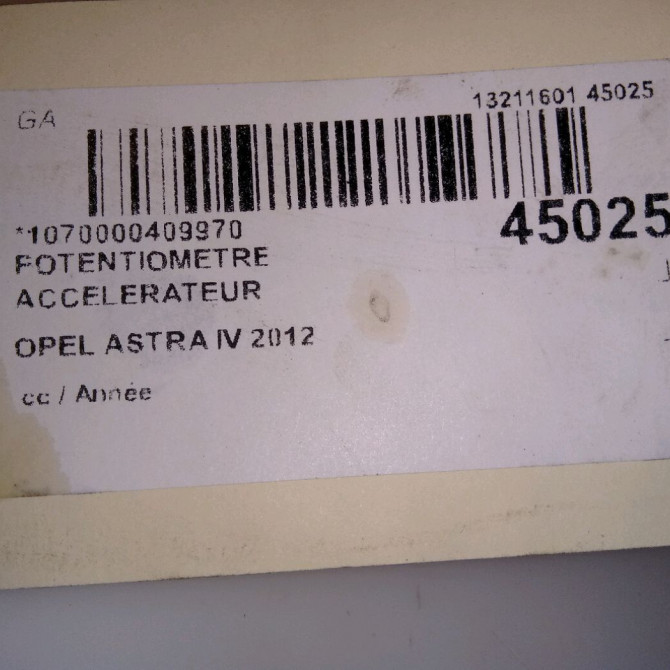 GA
13211601 45025
*1070000409970
45025
POTENTIOMETRE
ACCELERATEUR
OPEL ASTRA IV 2012
cc / Année